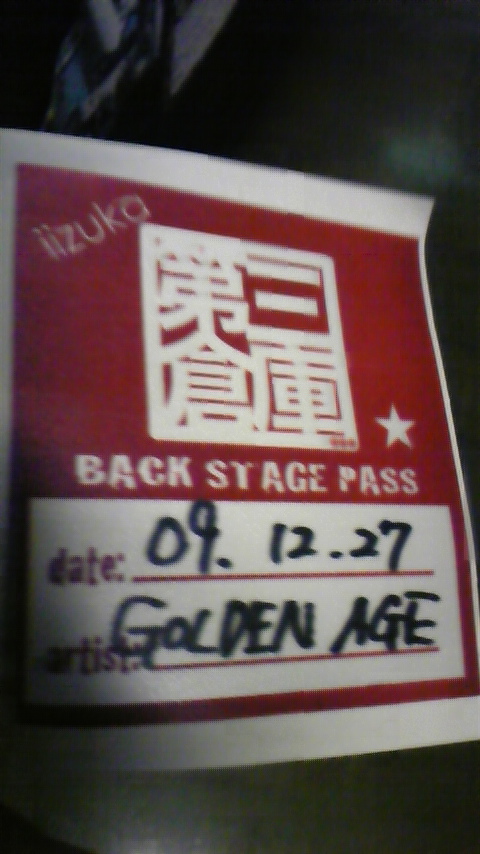 iizuka
第三
倉庫
BACK STAGE PASS
date: 09. 12. 27
artist: GOLDEN AGE